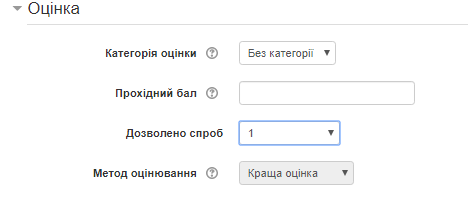 Оцінка
Категорія оцінки Без категорії
Прохідний бал
Дозволено спроб 1
Метод оцінювання Краща оцінка